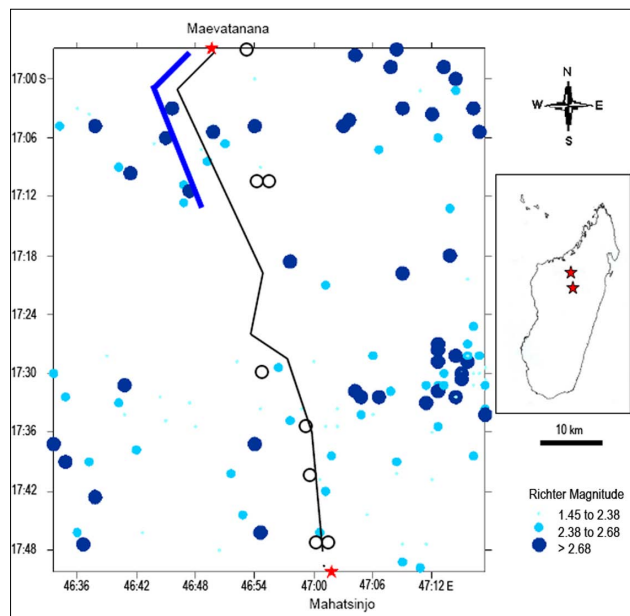 Maevatanana
17:00 S
17:06
17:12
17:18
17:24
17:30
17:36
17:42
17:48
46:36 46:42 46:48 46:54 47:00 47:06 47:12 E
Mahatsinjo
N
W E
S
10 km
Richter Magnitude
1.45 to 2.38
2.38 to 2.68
> 2.68